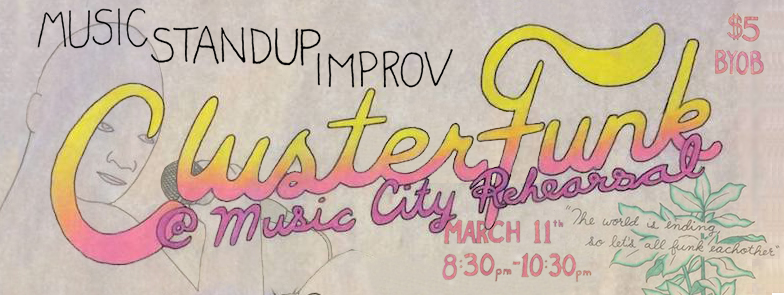 MUSIC STANDUP IMPROV
$5
BYOB
ClusterFunk
@ Music City Rehearsal
MARCH 11th
8:30pm-10:30pm
"The world is ending
so let's all funk eachother"